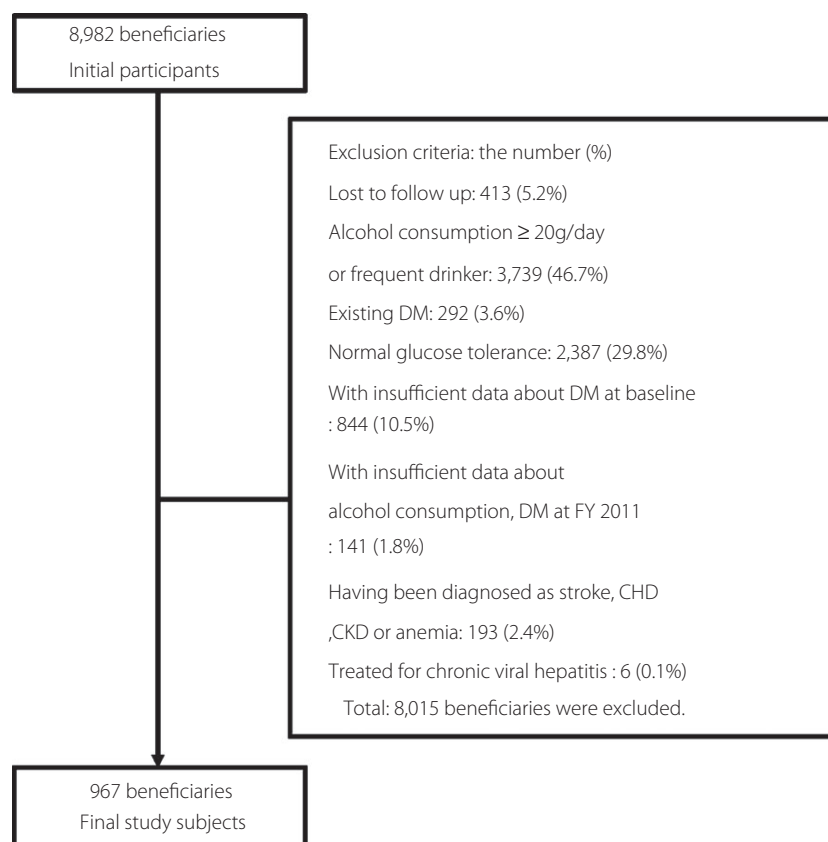 8,982 beneficiaries
Initial participants
Exclusion criteria: the number (%)
Lost to follow up: 413 (5.2%)
Alcohol consumption ≥ 20g/day
or frequent drinker: 3,739 (46.7%)
Existing DM: 292 (3.6%)
Normal glucose tolerance: 2,387 (29.8%)
With insufficient data about DM at baseline
: 844 (10.5%)
With insufficient data about
alcohol consumption, DM at FY 2011
: 141 (1.8%)
Having been diagnosed as stroke, CHD
,CKD or anemia: 193 (2.4%)
Treated for chronic viral hepatitis : 6 (0.1%)
Total: 8,015 beneficiaries were excluded.
967 beneficiaries
Final study subjects